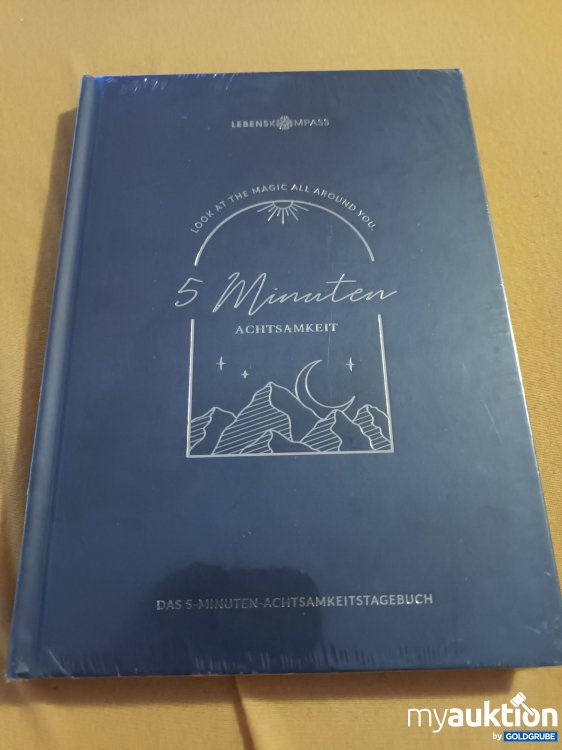 LEBENSKOMPASS
LOOK AT THE MAGIC ALL AROUND YOU.
5 Minuten
ACHTSAMKEIT
DAS 5-MINUTEN-ACHTSAMKEITSTAGEBUCH
myauktion
by GOLDGRUBE